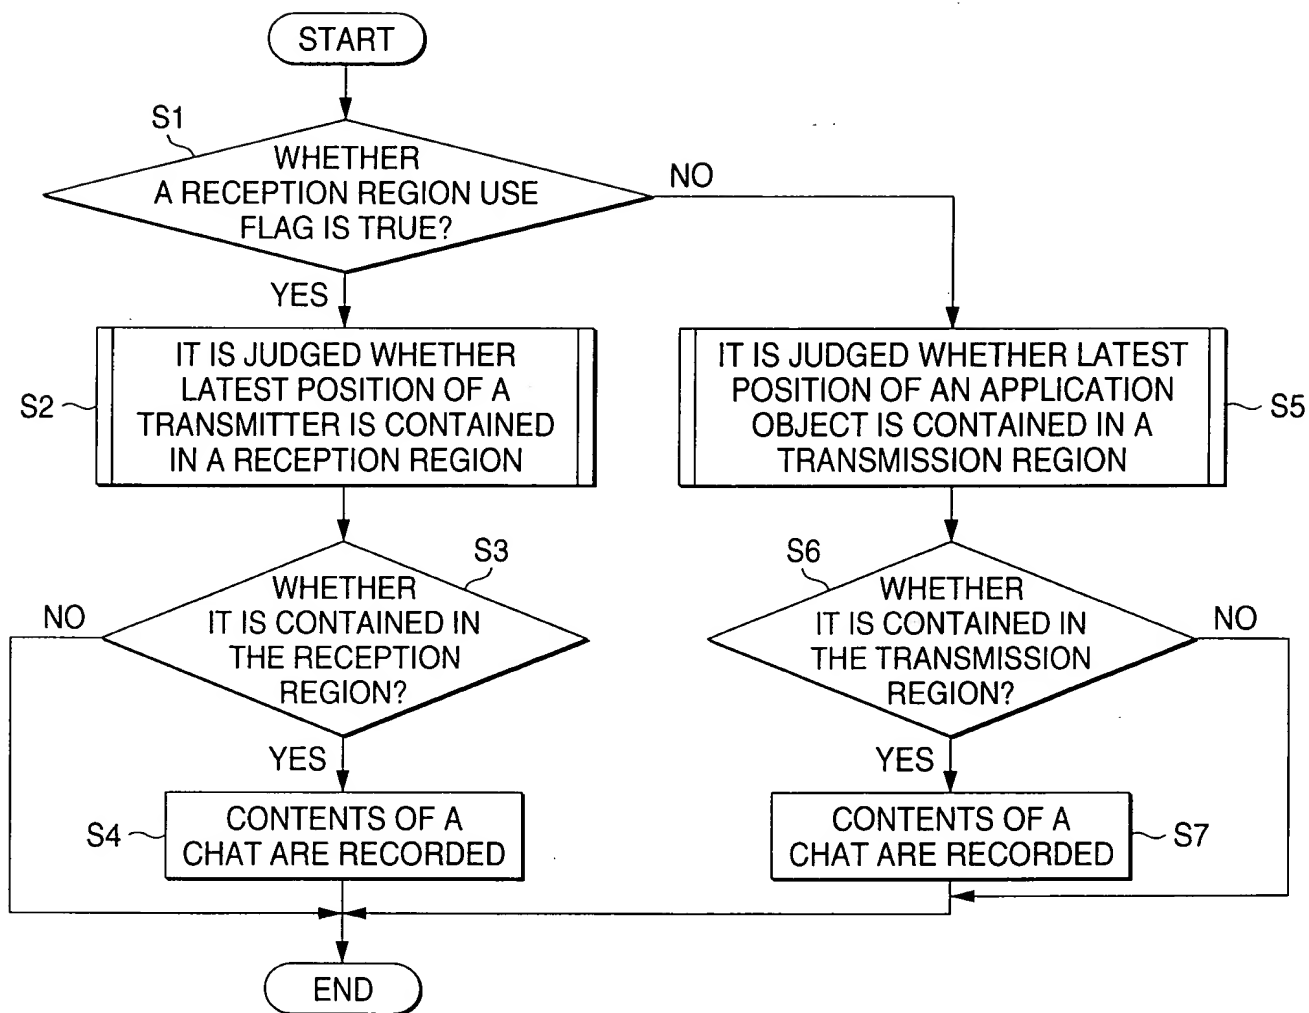 START
S1
WHETHER
A RECEPTION REGION USE
FLAG IS TRUE?
NO
YES
S2
IT IS JUDGED WHETHER
LATEST POSITION OF A
TRANSMITTER IS CONTAINED
IN A RECEPTION REGION
IT IS JUDGED WHETHER LATEST
POSITION OF AN APPLICATION
OBJECT IS CONTAINED IN A
TRANSMISSION REGION
S5
S3
WHETHER
IT IS CONTAINED IN
THE RECEPTION
REGION?
NO
YES
S6
WHETHER
IT IS CONTAINED IN
THE TRANSMISSION
REGION?
NO
YES
S4
CONTENTS OF A
CHAT ARE RECORDED
CONTENTS OF A
CHAT ARE RECORDED
S7
END